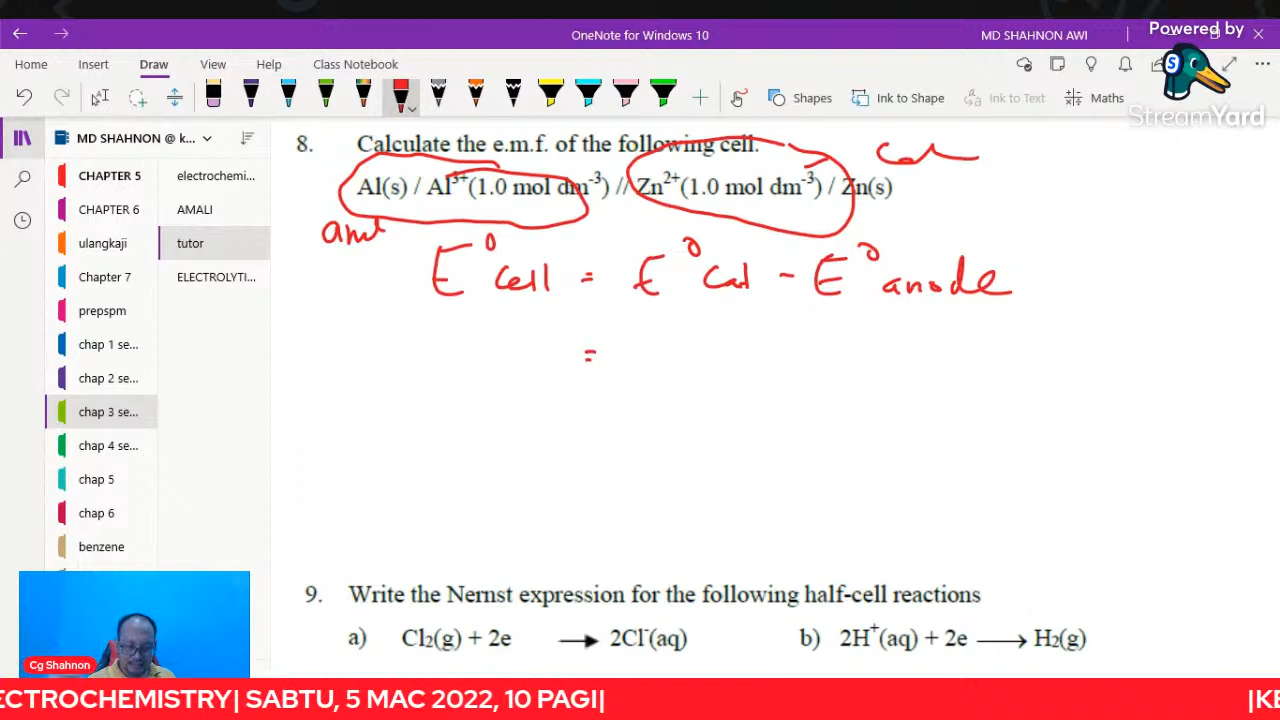 OneNote for Windows 10
MD SHAHNON AWI
Powered by
StreamYard
Home Insert Draw View Help Class Notebook
Shapes Ink to Shape Ink to Text Maths
MD SHAHNON @ k...
CHAPTER 5
CHAPTER 6
ulangkaji
Chapter 7
prepspm
chap 1 se...
chap 2 se...
chap 3 se...
chap 4 se...
chap 5
chap 6
benzene
electrochemi...
AMALI
tutor
ELECTROLYTI...
8. Calculate the e.m.f. of the following cell.
Al(s) / Al³⁺(1.0 mol dm⁻³) // Zn²⁺(1.0 mol dm⁻³) / Zn(s)
E⁰ Cell = E⁰ Cat - E⁰ anode
=
9. Write the Nernst expression for the following half-cell reactions
a) Cl₂(g) + 2e ⟶ 2Cl⁻(aq) b) 2H⁺(aq) + 2e ⟶ H₂(g)
Cg Shahnon
ECTROCHEMISTRY| SABTU, 5 MAC 2022, 10 PAGI| |KE